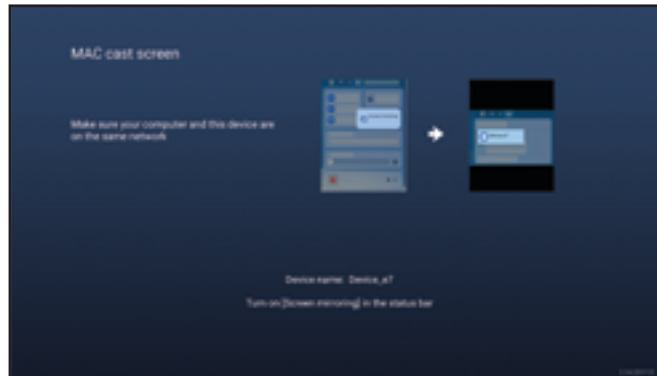 MAC cast screen
Make sure your computer and this device are
on the same network
Device name: Device_a7
Turn on [Screen mirroring] in the status bar